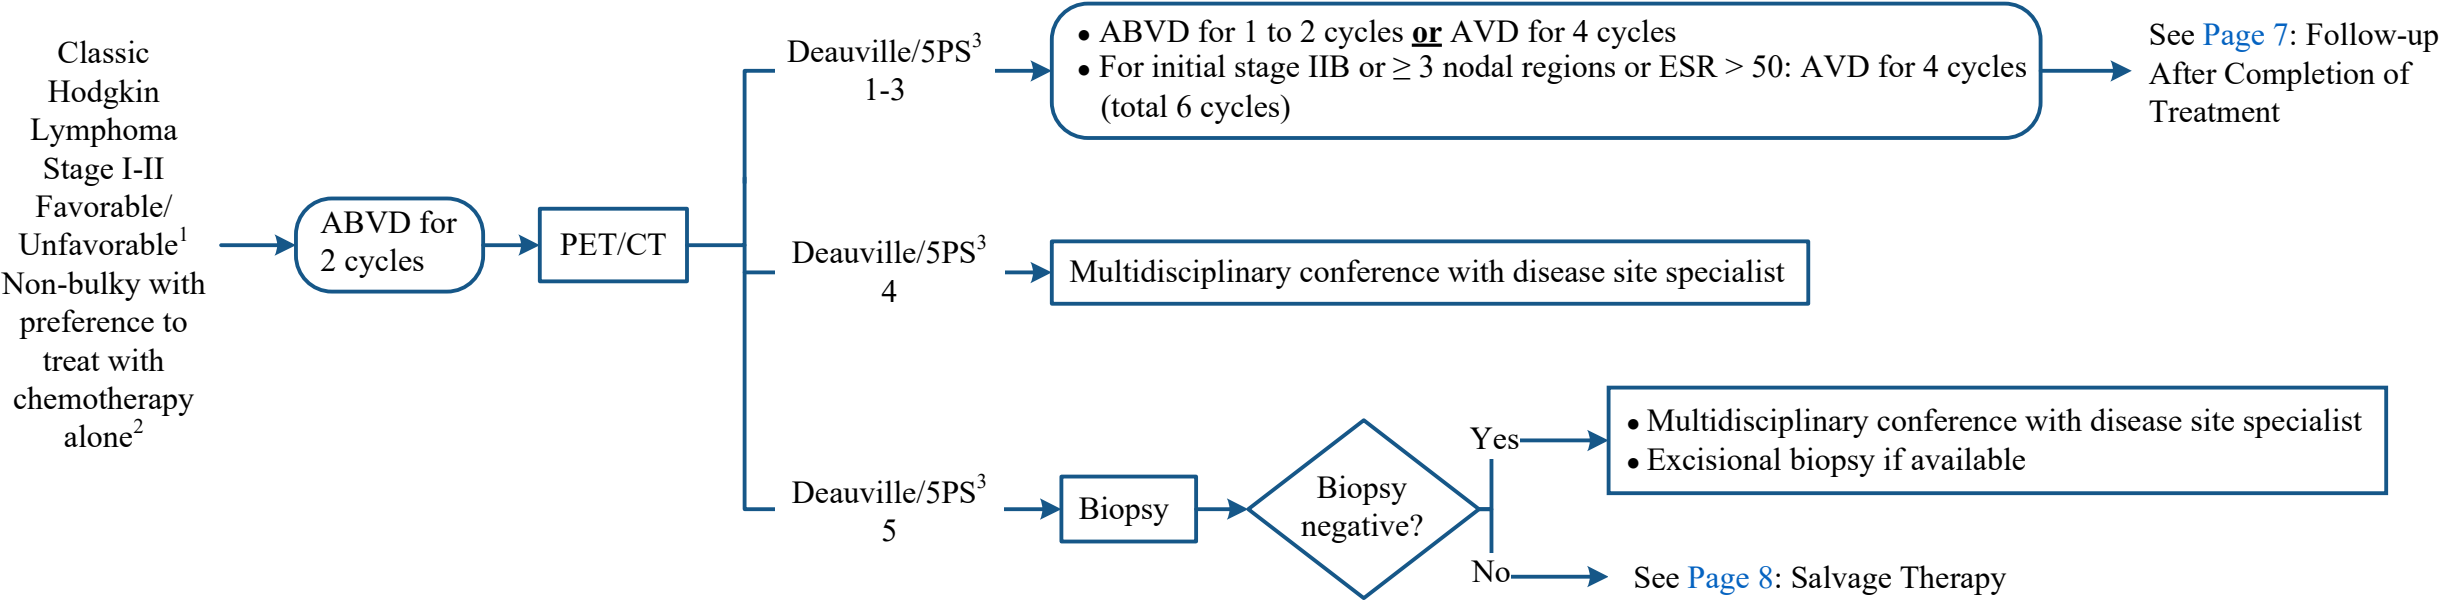 Classic
Hodgkin
Lymphoma
Stage I-II
Favorable/
Unfavorable1
Non-bulky with
preference to
treat with
chemotherapy
alone2
ABVD for
2 cycles
PET/CT
Deauville/5PS3
1-3
• ABVD for 1 to 2 cycles or AVD for 4 cycles
• For initial stage IIB or ≥ 3 nodal regions or ESR > 50: AVD for 4 cycles
(total 6 cycles)
See Page 7: Follow-up
After Completion of
Treatment
Deauville/5PS3
4
Multidisciplinary conference with disease site specialist
Deauville/5PS3
5
Biopsy
Biopsy
negative?
Yes
• Multidisciplinary conference with disease site specialist
• Excisional biopsy if available
No
See Page 8: Salvage Therapy